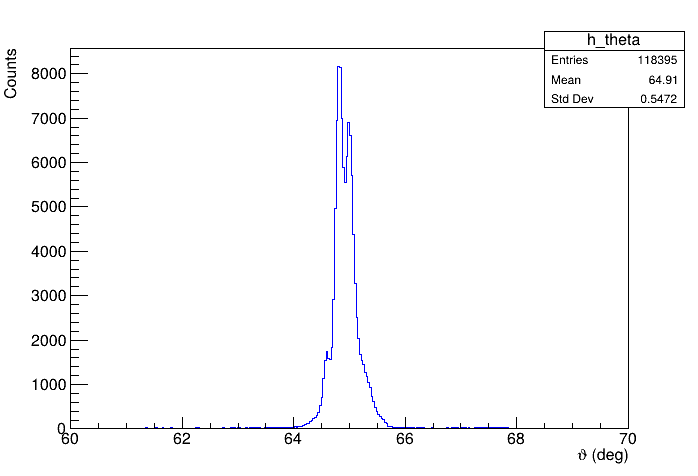 h_theta
Entries 118395
Mean 64.91
Std Dev 0.5472
Counts
8000
7000
6000
5000
4000
3000
2000
1000
0
60 62 64 66 68 70
ϑ (deg)